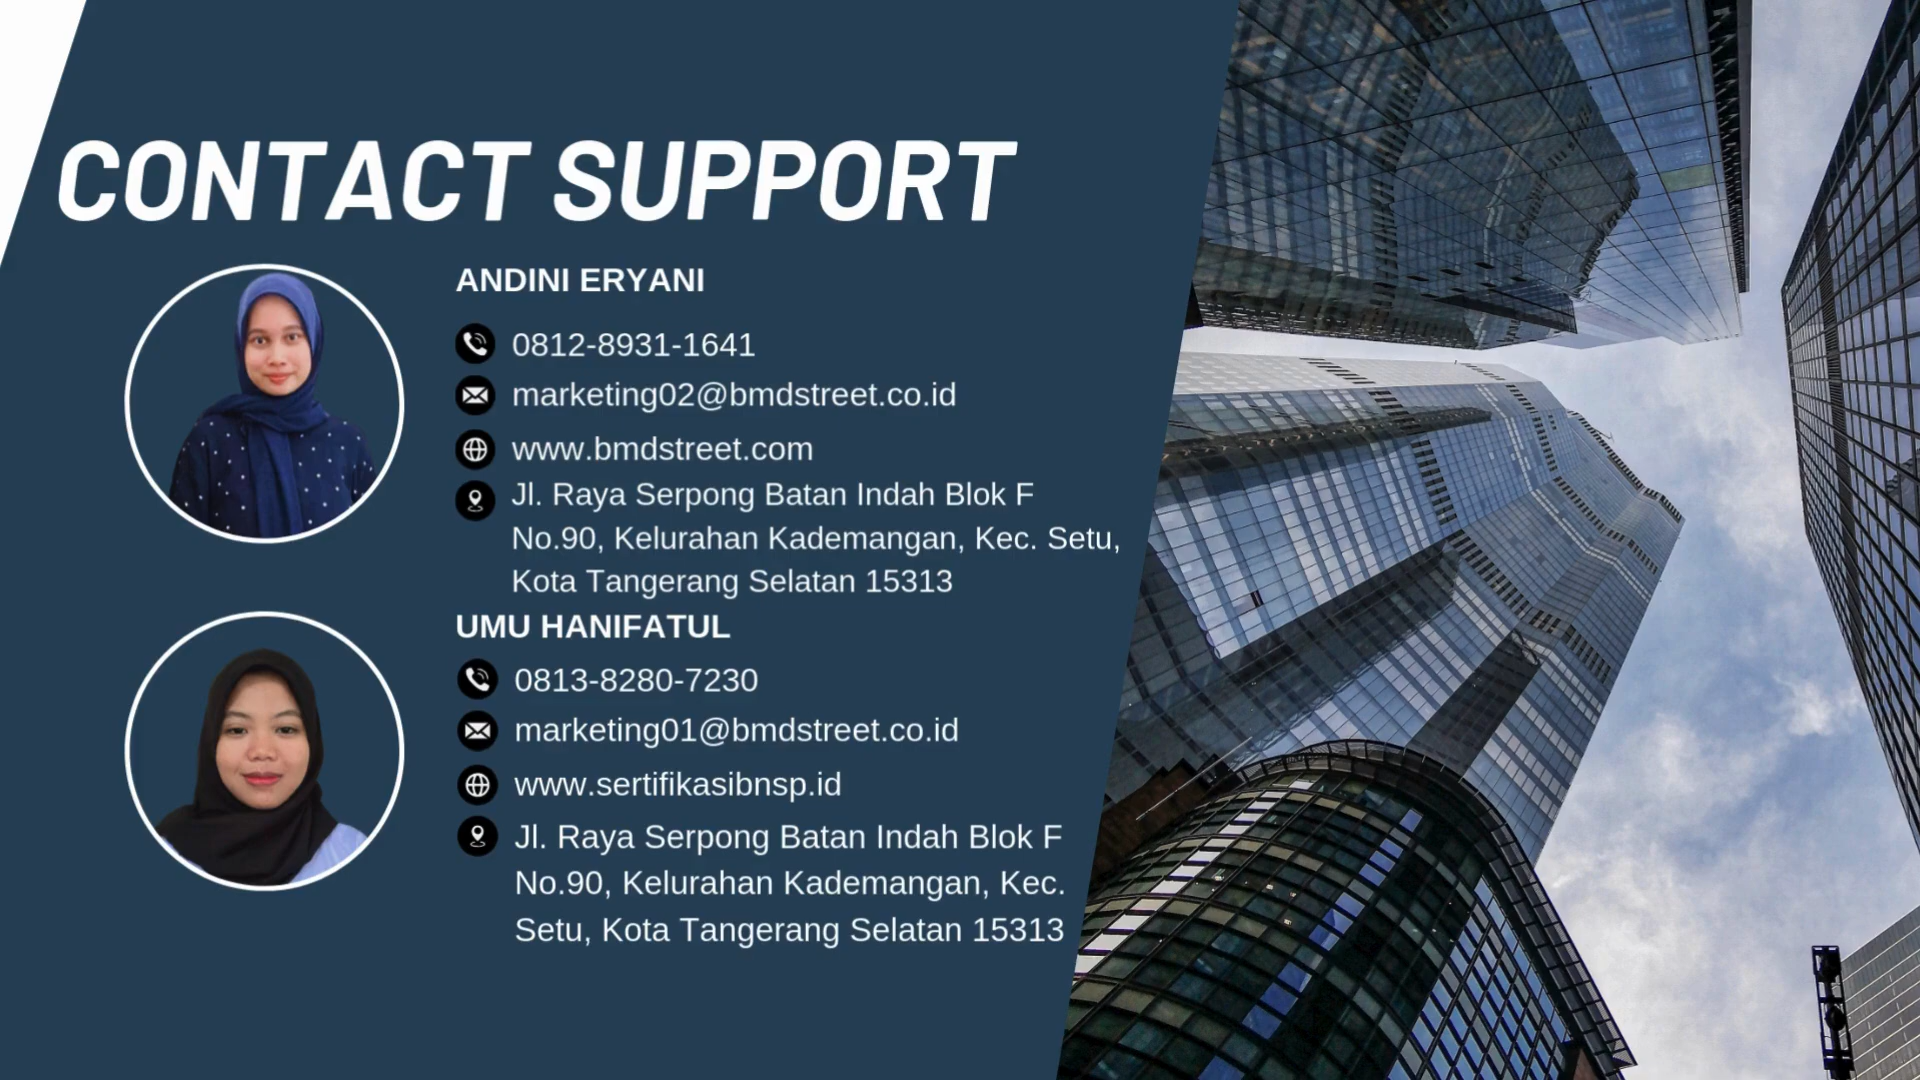 CONTACT SUPPORT
ANDINI ERYANI
0812-8931-1641
marketing02@bmdstreet.co.id
www.bmdstreet.com
Jl. Raya Serpong Batan Indah Blok F
No.90, Kelurahan Kademangan, Kec. Setu,
Kota Tangerang Selatan 15313
UMU HANIFATUL
0813-8280-7230
marketing01@bmdstreet.co.id
www.sertifikasibnsp.id
Jl. Raya Serpong Batan Indah Blok F
No.90, Kelurahan Kademangan, Kec.
Setu, Kota Tangerang Selatan 15313